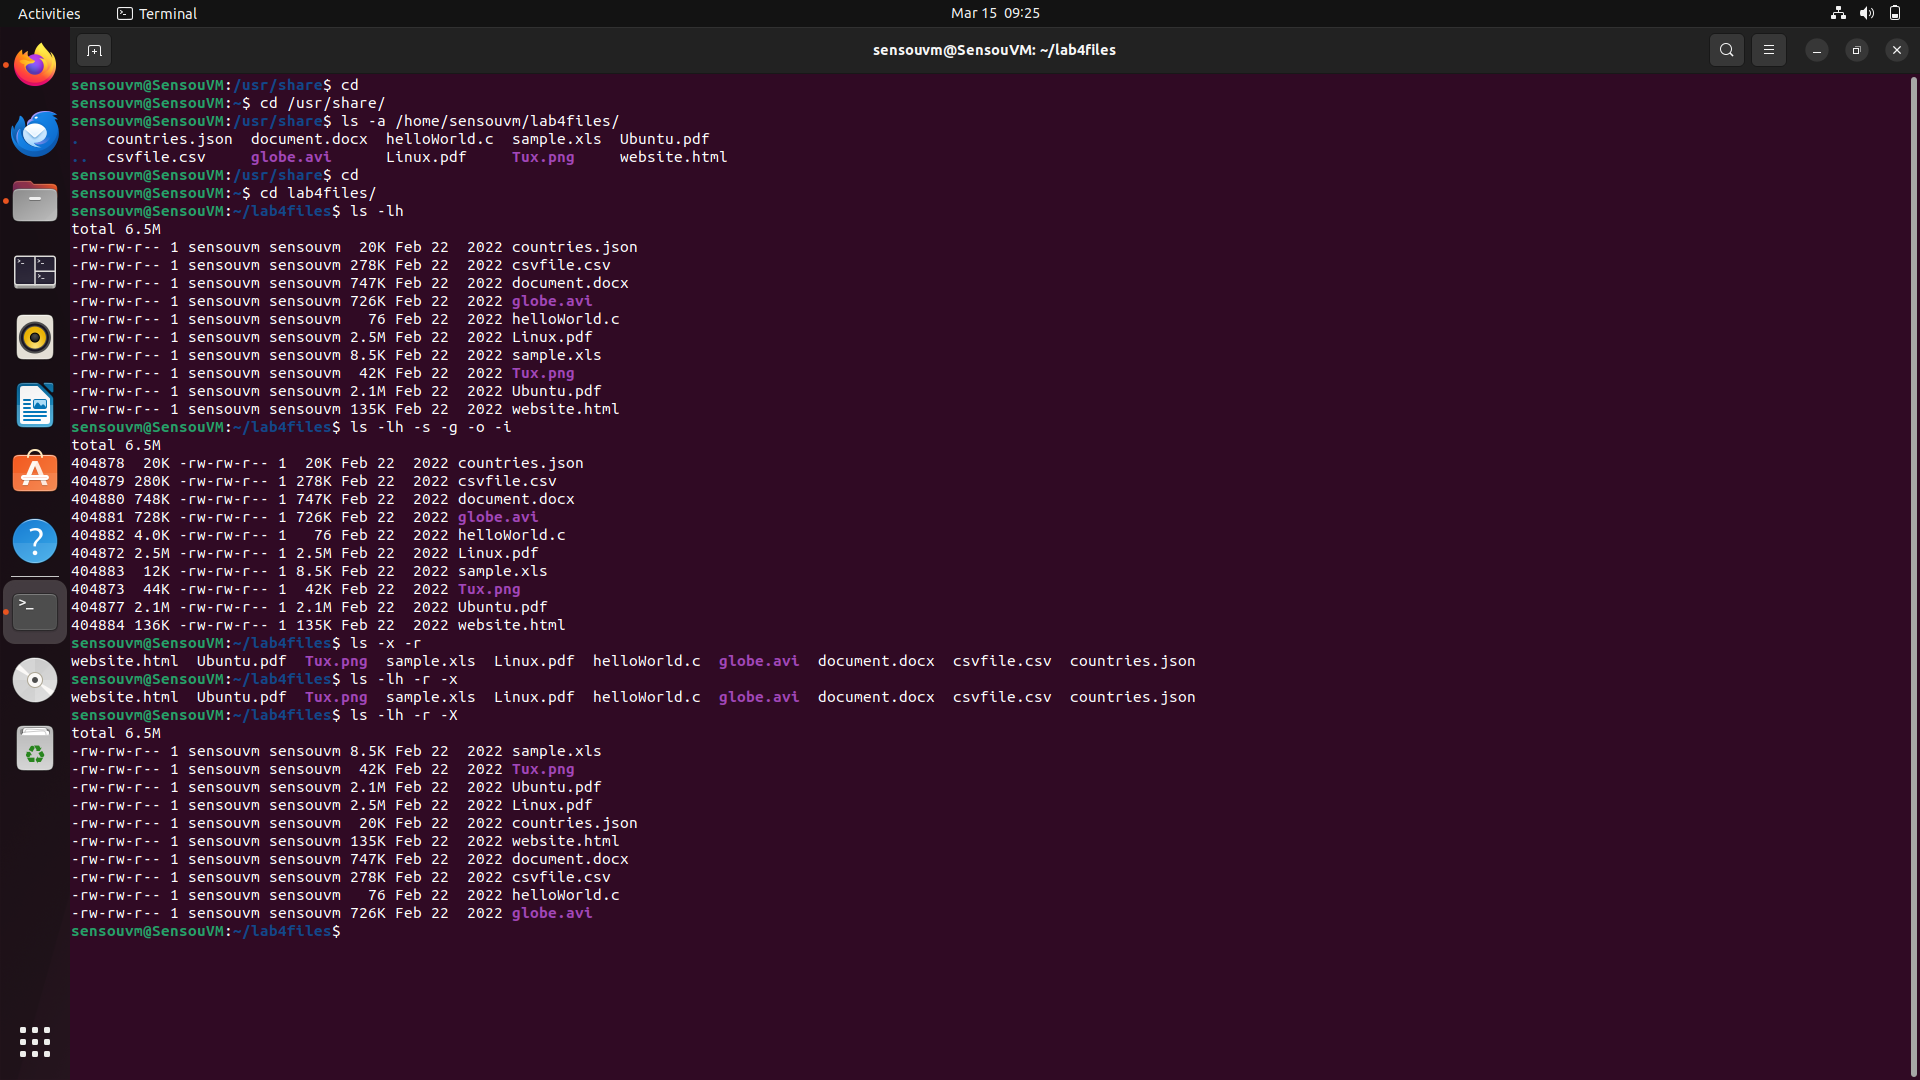 Activities
Terminal
Mar 15 09:25
sensouvm@SensouVM: ~/lab4files
sensouvm@SensouVM:/usr/share$ cd
sensouvm@SensouVM:~$ cd /usr/share/
sensouvm@SensouVM:/usr/share$ ls -a /home/sensouvm/lab4files/
.   countries.json  document.docx  helloWorld.c  sample.xls  Ubuntu.pdf
..  csvfile.csv     globe.avi      Linux.pdf     Tux.png     website.html
sensouvm@SensouVM:/usr/share$ cd
sensouvm@SensouVM:~$ cd lab4files/
sensouvm@SensouVM:~/lab4files$ ls -lh
total 6.5M
-rw-rw-r-- 1 sensouvm sensouvm  20K Feb 22  2022 countries.json
-rw-rw-r-- 1 sensouvm sensouvm 278K Feb 22  2022 csvfile.csv
-rw-rw-r-- 1 sensouvm sensouvm 747K Feb 22  2022 document.docx
-rw-rw-r-- 1 sensouvm sensouvm 726K Feb 22  2022 globe.avi
-rw-rw-r-- 1 sensouvm sensouvm   76 Feb 22  2022 helloWorld.c
-rw-rw-r-- 1 sensouvm sensouvm 2.5M Feb 22  2022 Linux.pdf
-rw-rw-r-- 1 sensouvm sensouvm 8.5K Feb 22  2022 sample.xls
-rw-rw-r-- 1 sensouvm sensouvm  42K Feb 22  2022 Tux.png
-rw-rw-r-- 1 sensouvm sensouvm 2.1M Feb 22  2022 Ubuntu.pdf
-rw-rw-r-- 1 sensouvm sensouvm 135K Feb 22  2022 website.html
sensouvm@SensouVM:~/lab4files$ ls -lh -s -g -o -i
total 6.5M
404878  20K -rw-rw-r-- 1  20K Feb 22  2022 countries.json
404879 280K -rw-rw-r-- 1 278K Feb 22  2022 csvfile.csv
404880 748K -rw-rw-r-- 1 747K Feb 22  2022 document.docx
404881 728K -rw-rw-r-- 1 726K Feb 22  2022 globe.avi
404882 4.0K -rw-rw-r-- 1   76 Feb 22  2022 helloWorld.c
404872 2.5M -rw-rw-r-- 1 2.5M Feb 22  2022 Linux.pdf
404883  12K -rw-rw-r-- 1 8.5K Feb 22  2022 sample.xls
404873  44K -rw-rw-r-- 1  42K Feb 22  2022 Tux.png
404877 2.1M -rw-rw-r-- 1 2.1M Feb 22  2022 Ubuntu.pdf
404884 136K -rw-rw-r-- 1 135K Feb 22  2022 website.html
sensouvm@SensouVM:~/lab4files$ ls -x -r
website.html  Ubuntu.pdf  Tux.png  sample.xls  Linux.pdf  helloWorld.c  globe.avi  document.docx  csvfile.csv  countries.json
sensouvm@SensouVM:~/lab4files$ ls -lh -r -x
website.html  Ubuntu.pdf  Tux.png  sample.xls  Linux.pdf  helloWorld.c  globe.avi  document.docx  csvfile.csv  countries.json
sensouvm@SensouVM:~/lab4files$ ls -lh -r -X
total 6.5M
-rw-rw-r-- 1 sensouvm sensouvm 8.5K Feb 22  2022 sample.xls
-rw-rw-r-- 1 sensouvm sensouvm  42K Feb 22  2022 Tux.png
-rw-rw-r-- 1 sensouvm sensouvm 2.1M Feb 22  2022 Ubuntu.pdf
-rw-rw-r-- 1 sensouvm sensouvm 2.5M Feb 22  2022 Linux.pdf
-rw-rw-r-- 1 sensouvm sensouvm  20K Feb 22  2022 countries.json
-rw-rw-r-- 1 sensouvm sensouvm 135K Feb 22  2022 website.html
-rw-rw-r-- 1 sensouvm sensouvm 747K Feb 22  2022 document.docx
-rw-rw-r-- 1 sensouvm sensouvm 278K Feb 22  2022 csvfile.csv
-rw-rw-r-- 1 sensouvm sensouvm   76 Feb 22  2022 helloWorld.c
-rw-rw-r-- 1 sensouvm sensouvm 726K Feb 22  2022 globe.avi
sensouvm@SensouVM:~/lab4files$